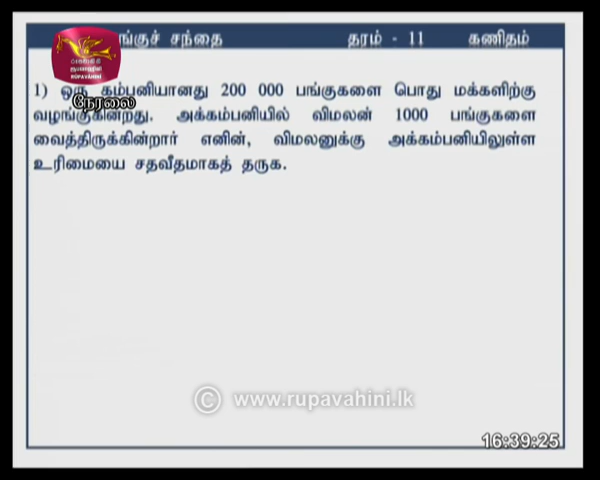 ங்குச் சந்தை தரம் - 11 கணிதம்
RUPAVAHINI
1) ஒரு கம்பனியானது 200 000 பங்குகளை பொது மக்களிற்கு
நேரலை
வழங்குகின்றது. அக்கம்பனியில் விமலன் 1000 பங்குகளை
வைத்திருக்கின்றார் எனின், விமலனுக்கு அக்கம்பனியிலுள்ள
உரிமையை சதவீதமாகத் தருக.
© www.rupavahini.lk
16:39:25